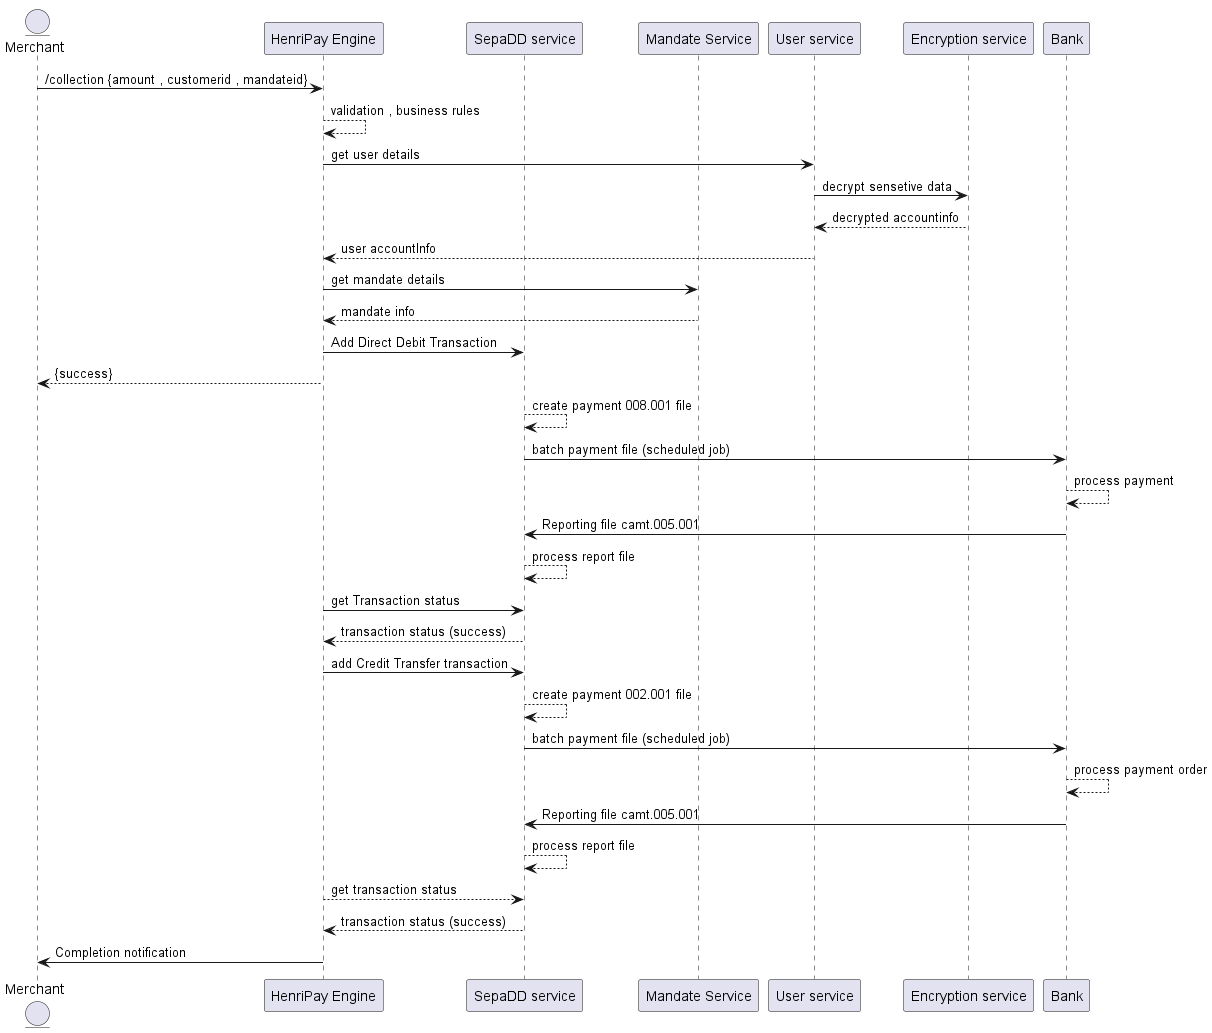 Merchant
HenriPay Engine
SepaDD service
Mandate Service
User service
Encryption service
Bank
/collection {amount , customerid , mandateid}
validation , business rules
get user details
decrypt sensetive data
decrypted accountinfo
user accountInfo
get mandate details
mandate info
Add Direct Debit Transaction
{success}
create payment 008.001 file
batch payment file (scheduled job)
process payment
Reporting file camt.005.001
process report file
get Transaction status
transaction status (success)
add Credit Transfer transaction
create payment 002.001 file
batch payment file (scheduled job)
process payment order
Reporting file camt.005.001
process report file
get transaction status
transaction status (success)
Completion notification
Merchant
HenriPay Engine
SepaDD service
Mandate Service
User service
Encryption service
Bank